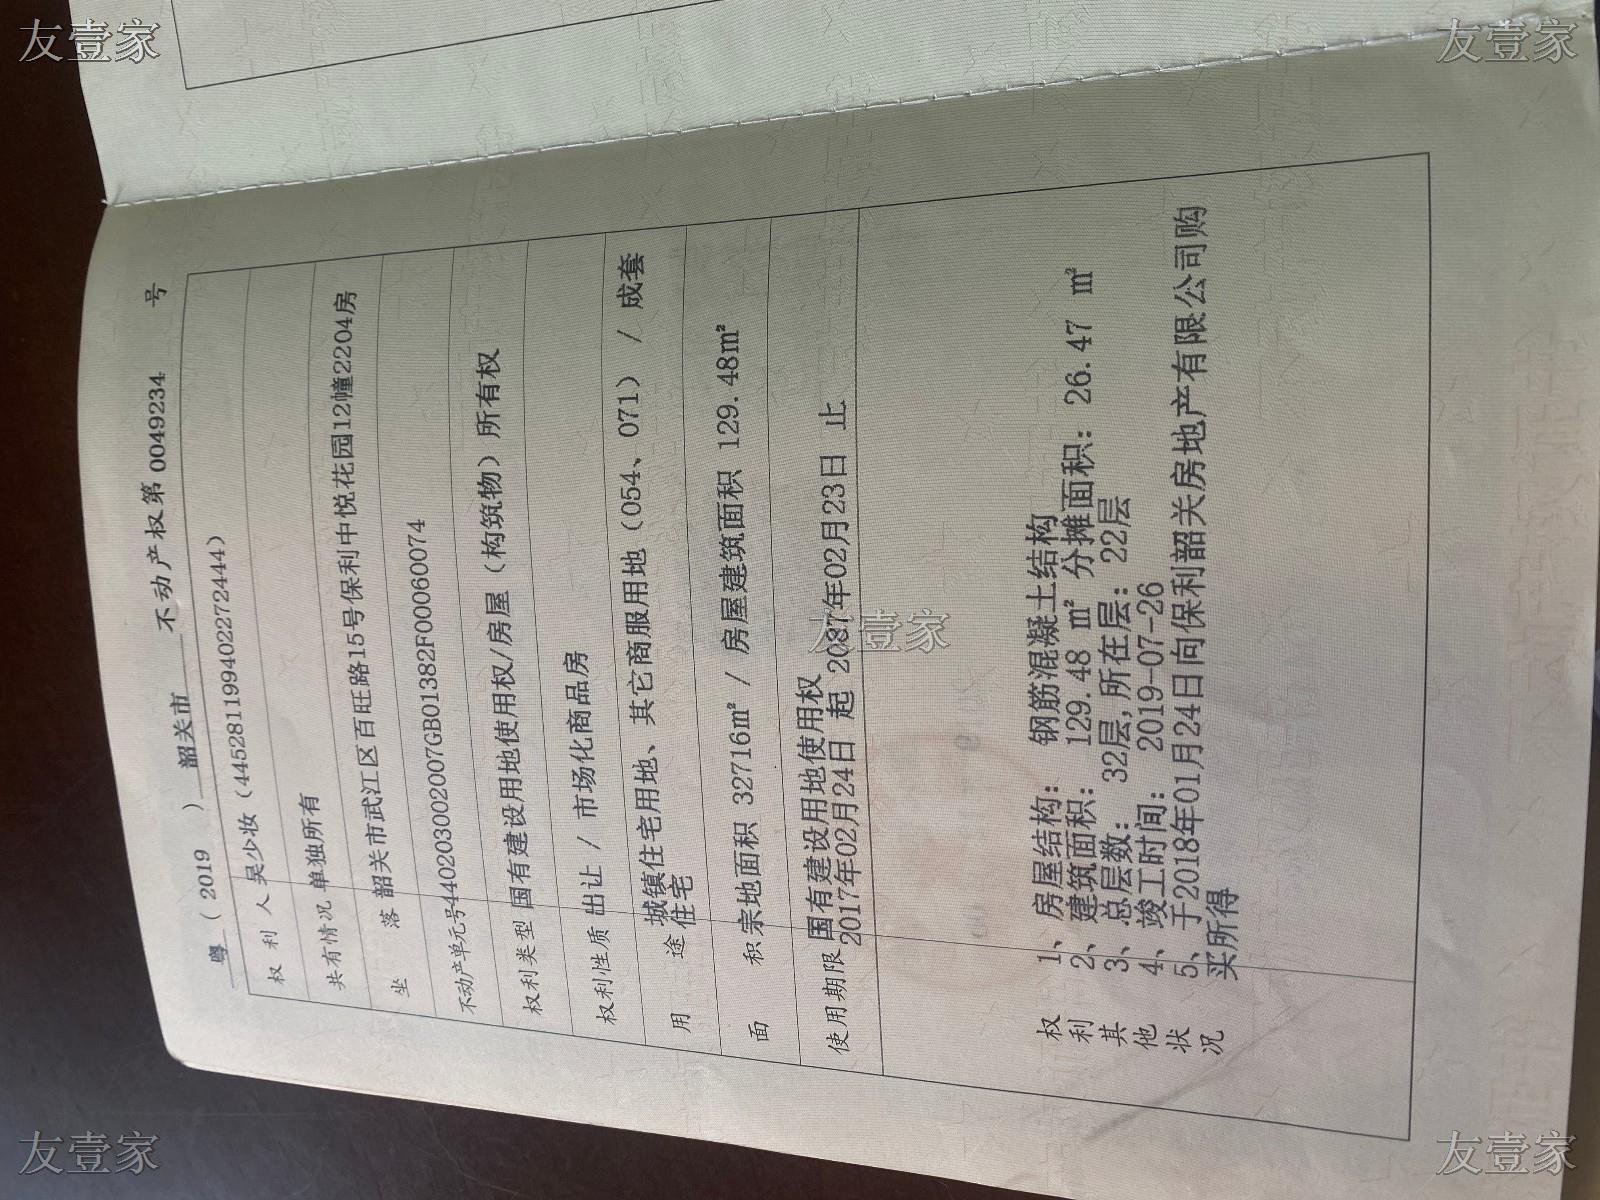 友壹家
友壹家
粤 （ 2019 ） 韶关市 不动产权第 0049234 号
权 利 人 吴少妆（445281199402272444）
共有情况 单独所有
坐 落 韶关市武江区百旺路15号保利中悦花园12幢2204房
不动产单元号 440203002007GB01382F00060074
权利类型 国有建设用地使用权/房屋（构筑物）所有权
权利性质 出让 / 市场化商品房
用 途 城镇住宅用地、其它商服用地（054、071） / 成套
住宅
面 积 宗地面积 32716㎡ / 房屋建筑面积 129.48㎡
使用期限 国有建设用地使用权
2017年02月24日 起 2087年02月23日 止
友壹家
权利其他状况
1、房屋结构： 钢筋混凝土结构
2、建筑面积： 129.48 ㎡ 分摊面积：26.47 ㎡
3、总层数： 32层,所在层：22层
4、竣工时间： 2019-07-26
5、于2018年01月24日向保利韶关房地产有限公司购
买所得
友壹家
友壹家